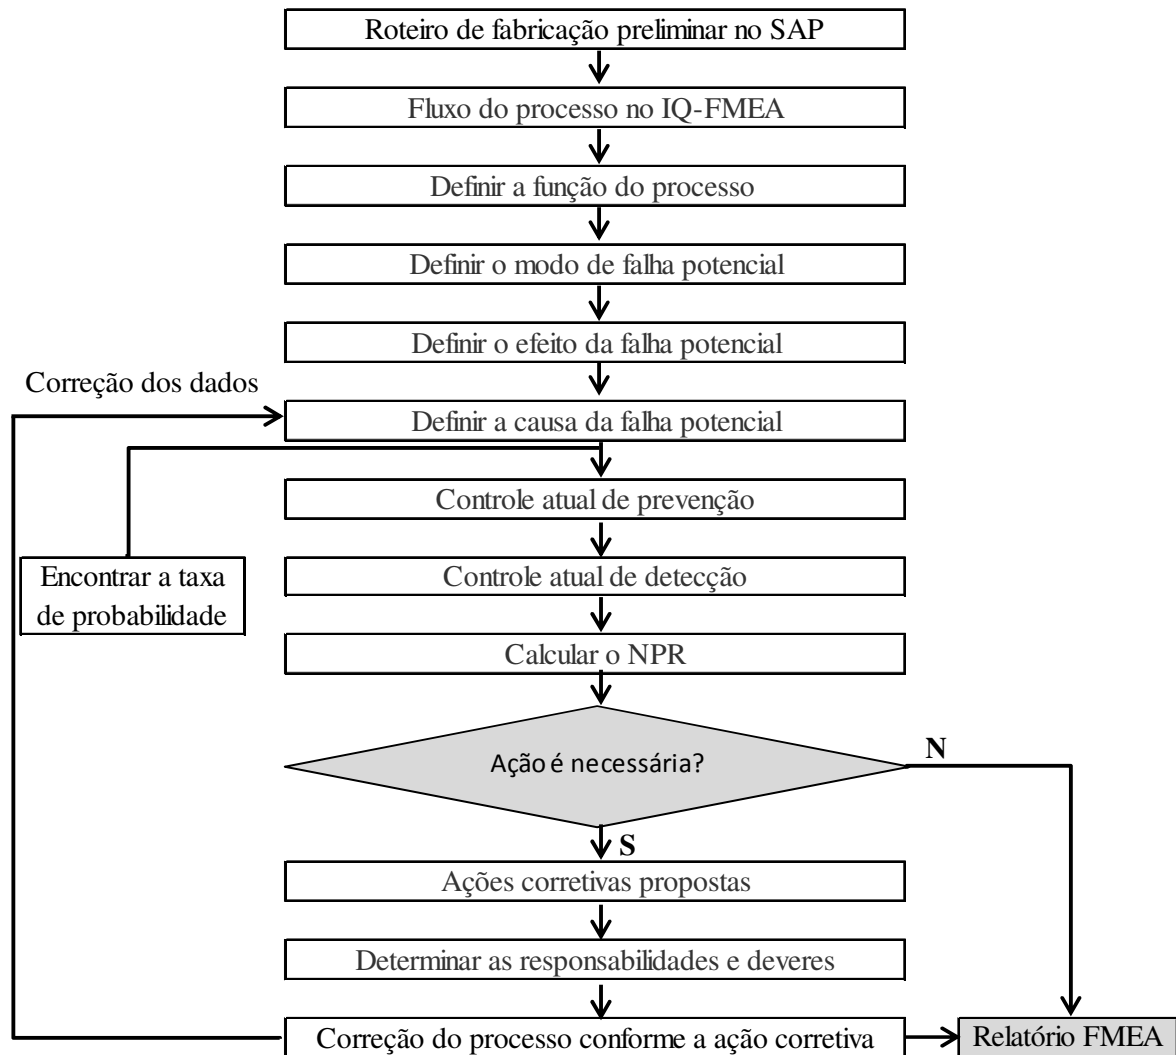 Roteiro de fabricação preliminar no SAP
Fluxo do processo no IQ-FMEA
Definir a função do processo
Definir o modo de falha potencial
Definir o efeito da falha potencial
Correção dos dados
Definir a causa da falha potencial
Controle atual de prevenção
Encontrar a taxa
de probabilidade
Controle atual de detecção
Calcular o NPR
Ação é necessária?
N
S
Ações corretivas propostas
Determinar as responsabilidades e deveres
Correção do processo conforme a ação corretiva
Relatório FMEA